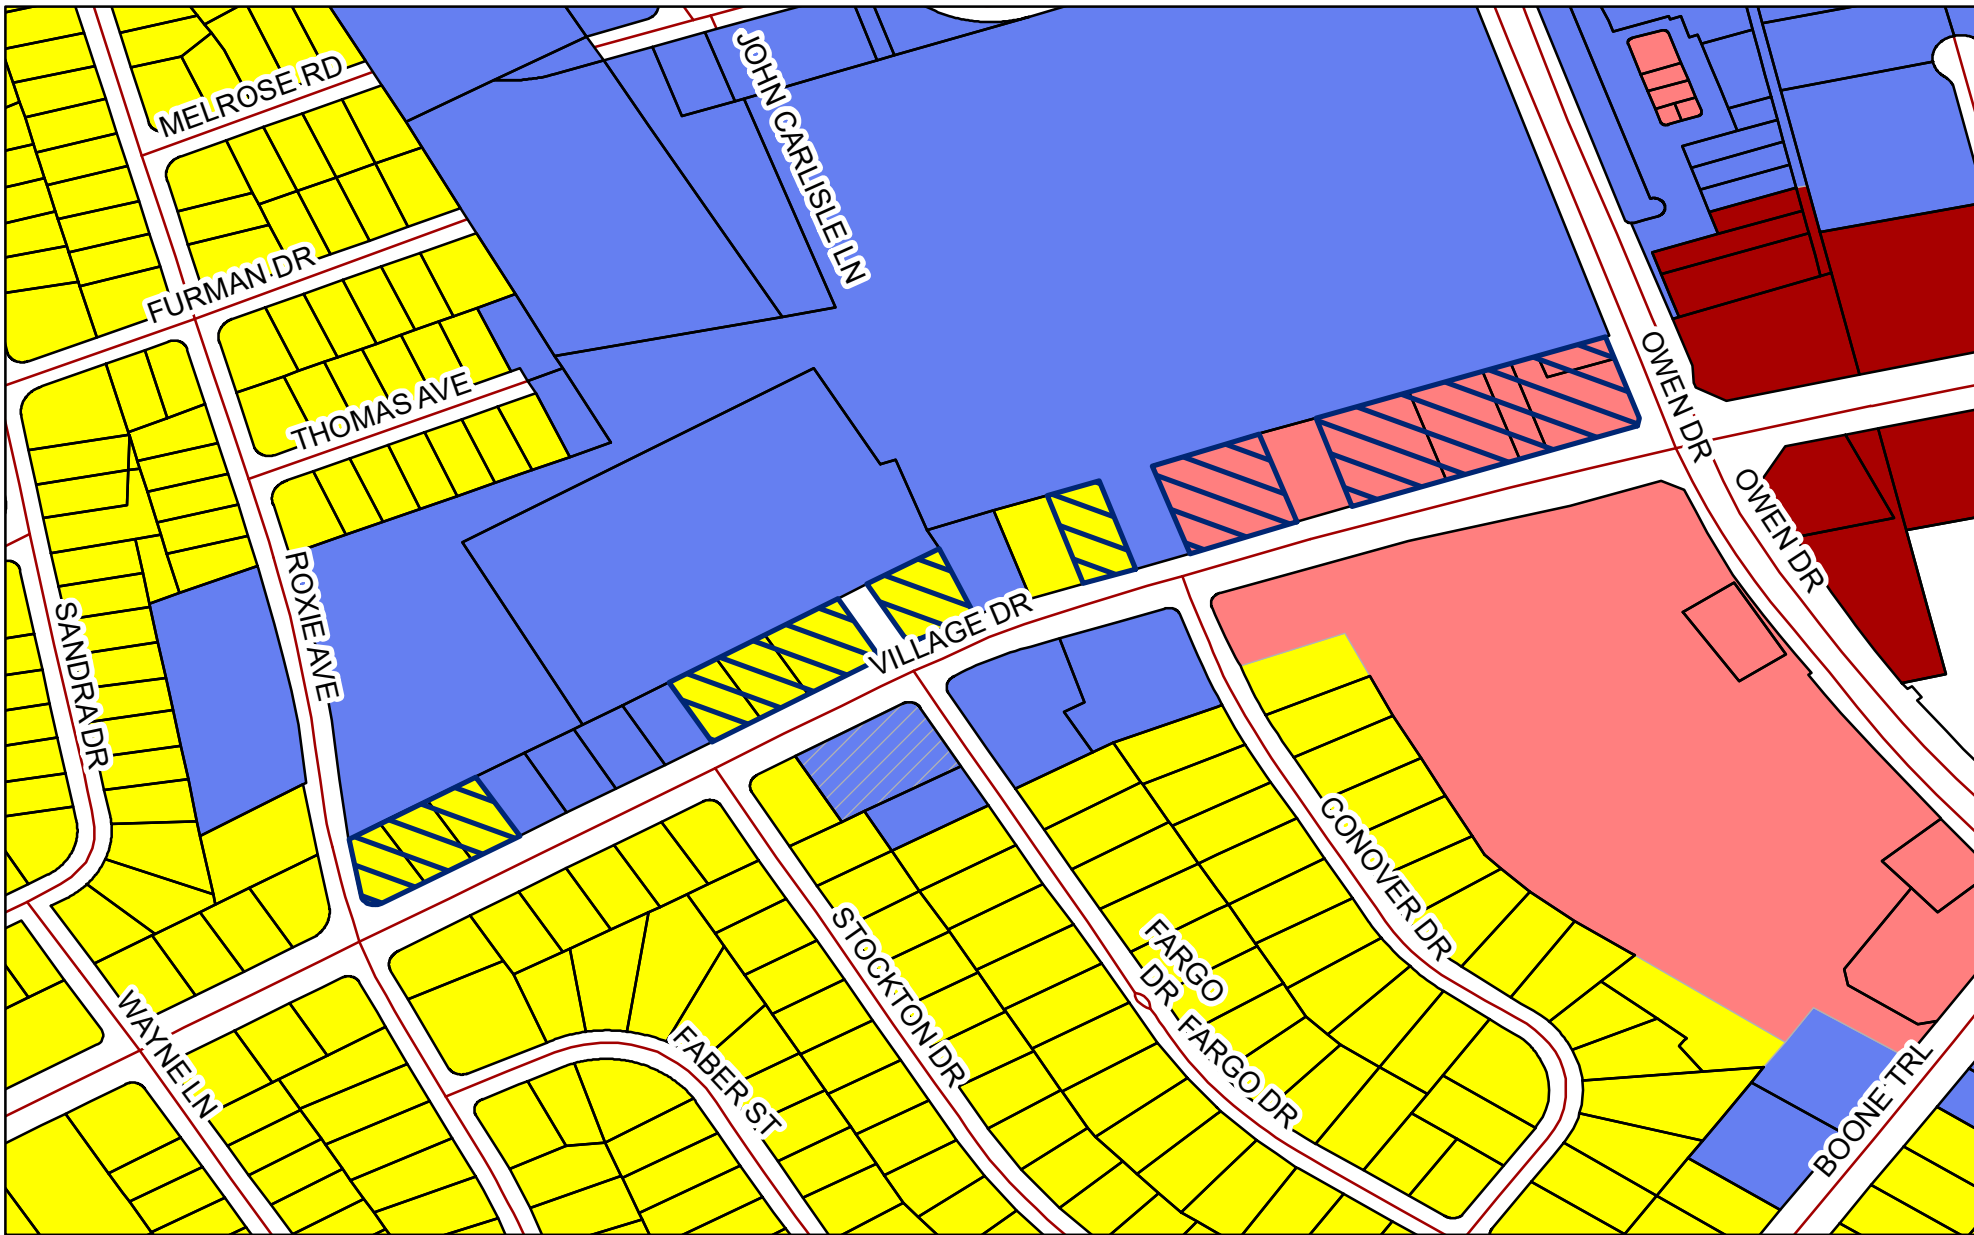 JOHN CARLISLE LN
MELROSE RD
FURMAN DR
THOMAS AVE
OWEN DR
OWEN DR
ROXIE AVE
SANDRA DR
VILLAGE DR
CONOVER DR
STOCKTON DR
FARGO
DR
FARGO DR
WAYNE LN
FABER ST
BOONE TRL